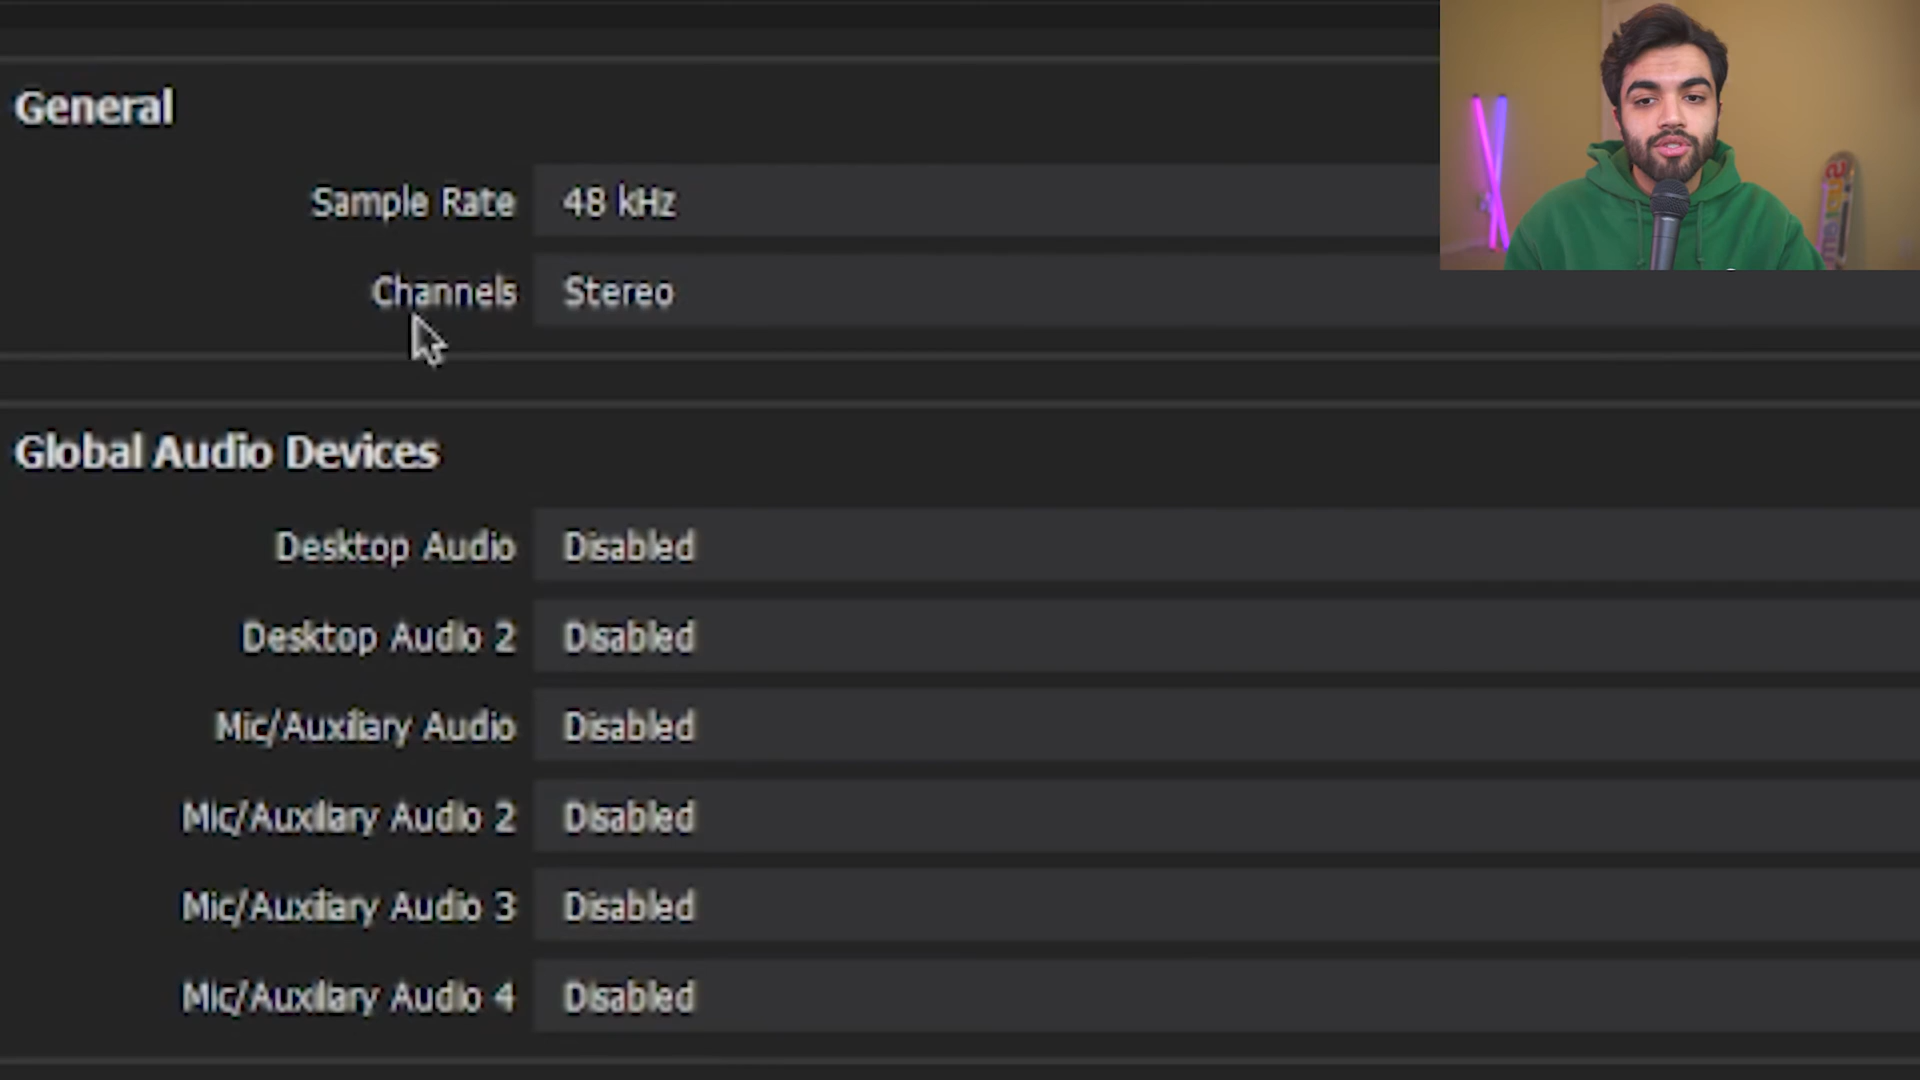 General
Sample Rate 48 kHz
Channels Stereo
Global Audio Devices
Desktop Audio Disabled
Desktop Audio 2 Disabled
Mic/Auxiliary Audio Disabled
Mic/Auxiliary Audio 2 Disabled
Mic/Auxiliary Audio 3 Disabled
Mic/Auxiliary Audio 4 Disabled